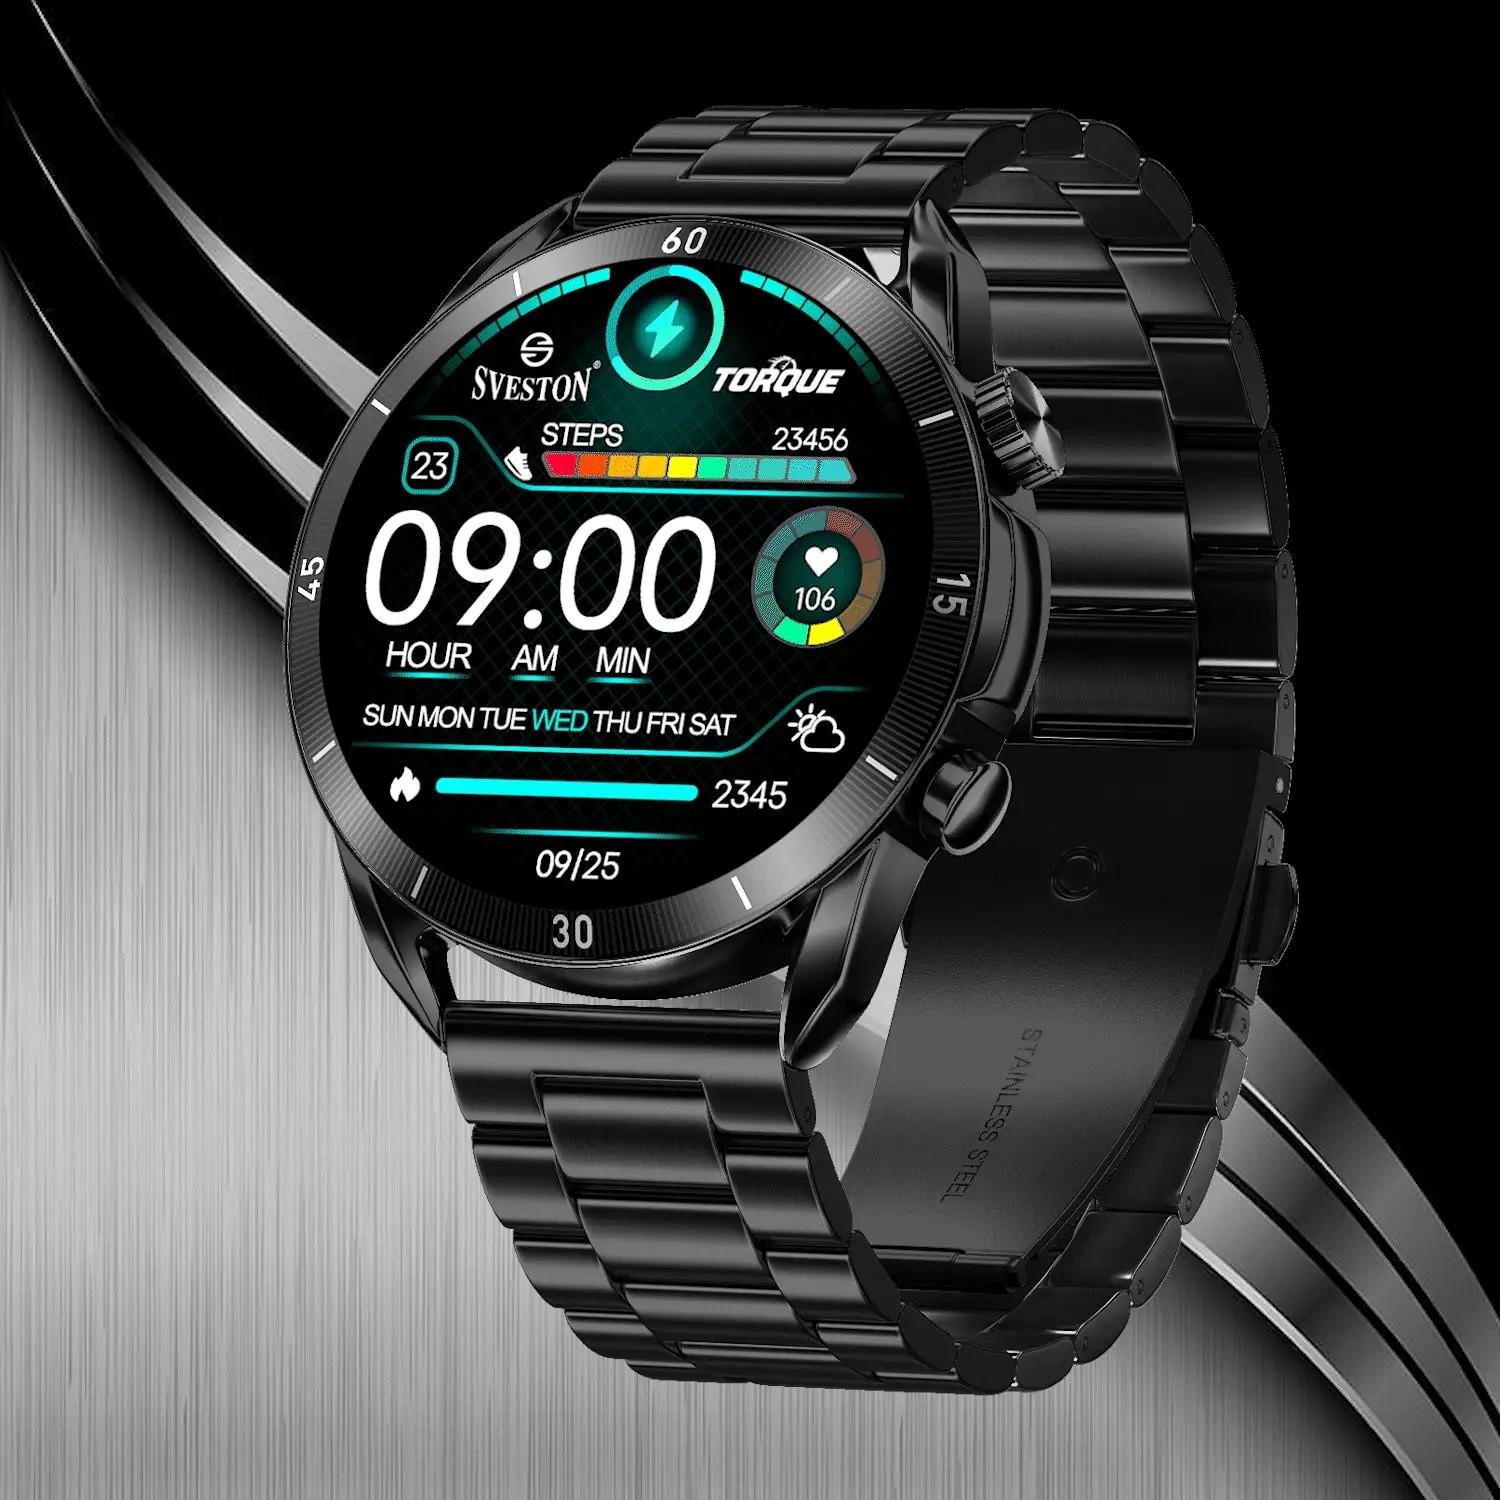 60
SVESTON®
TORQUE
STEPS 23456
23
09:00
106
45
15
HOUR AM MIN
SUN MON TUE WED THU FRI SAT
2345
09/25
30
STAINLESS STEEL